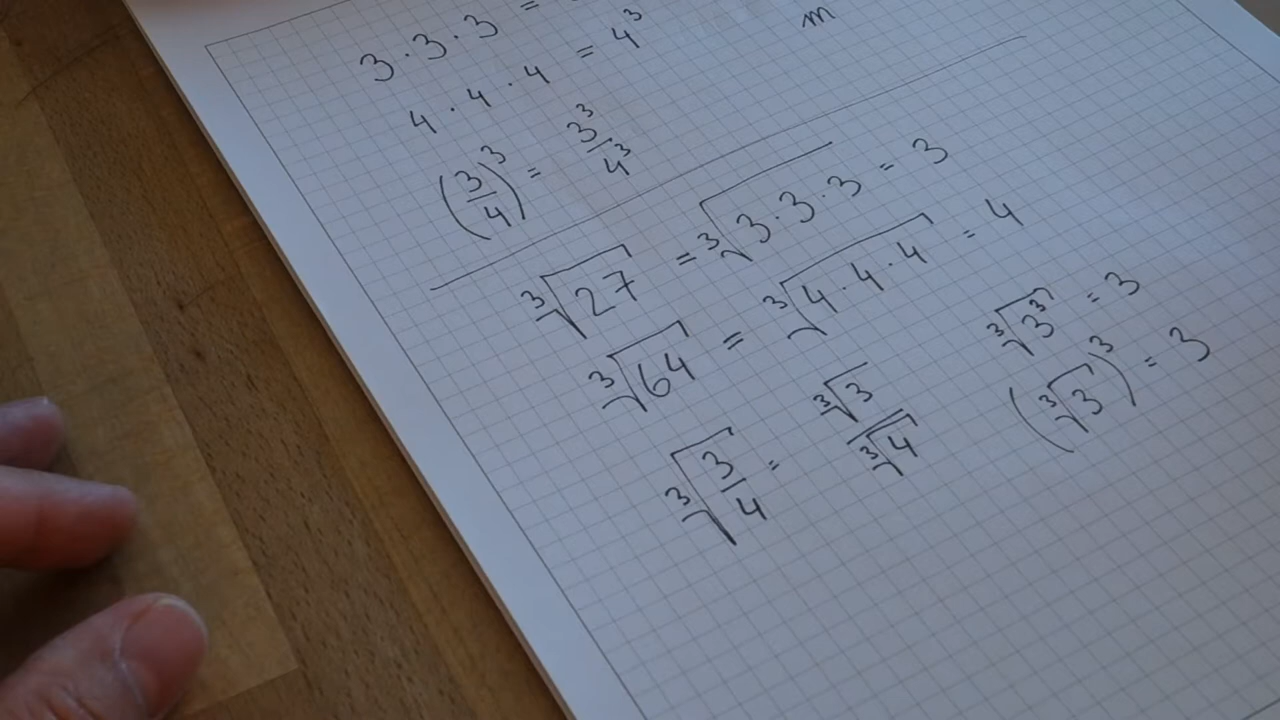 3 · 3 · 3 =
m
4 · 4 · 4 = 4³
(3/4)³ = 3³/4³
∛27 = ∛(3 · 3 · 3) = 3
∛64 = ∛(4 · 4 · 4) = 4
∛(3³) = 3
∛(3/4) = ∛3/∛4
(∛3)³ = 3